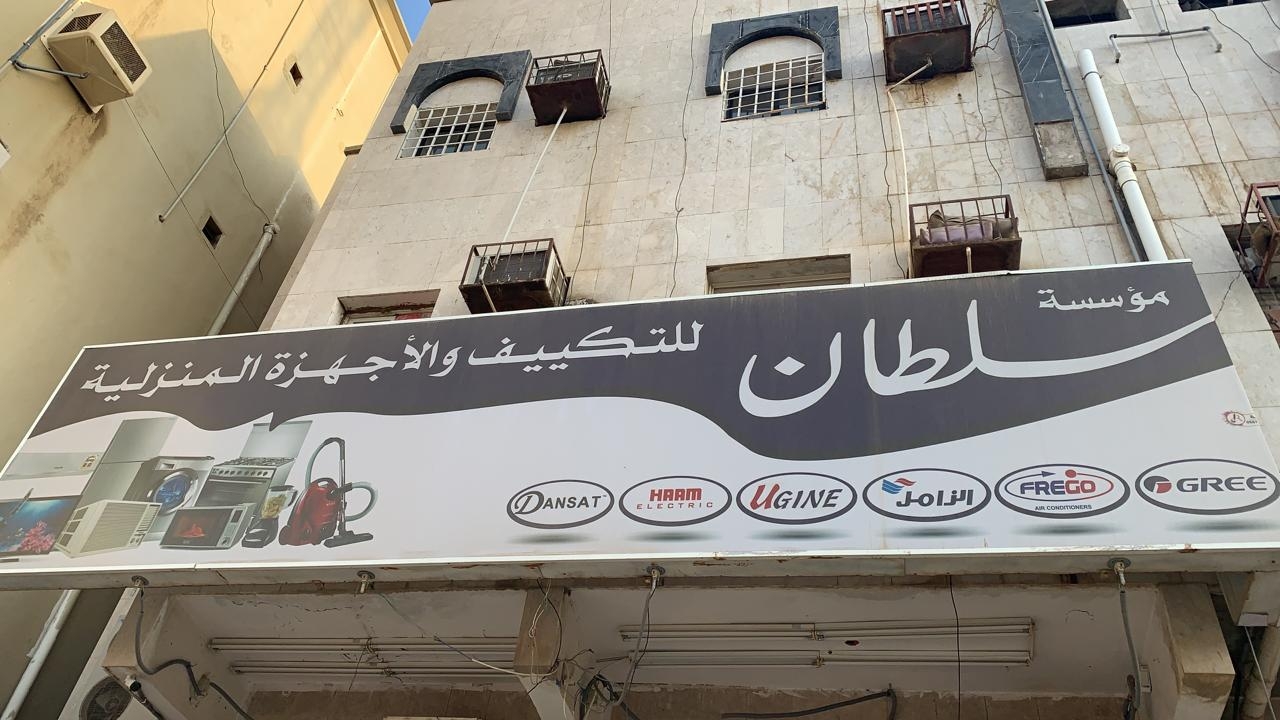 مؤسسة
سلطان للتكييف والأجهزة المنزلية
DANSAT
HAAM ELECTRIC
UGINE
الزامل
FREGO
AIR CONDITIONERS
GREE